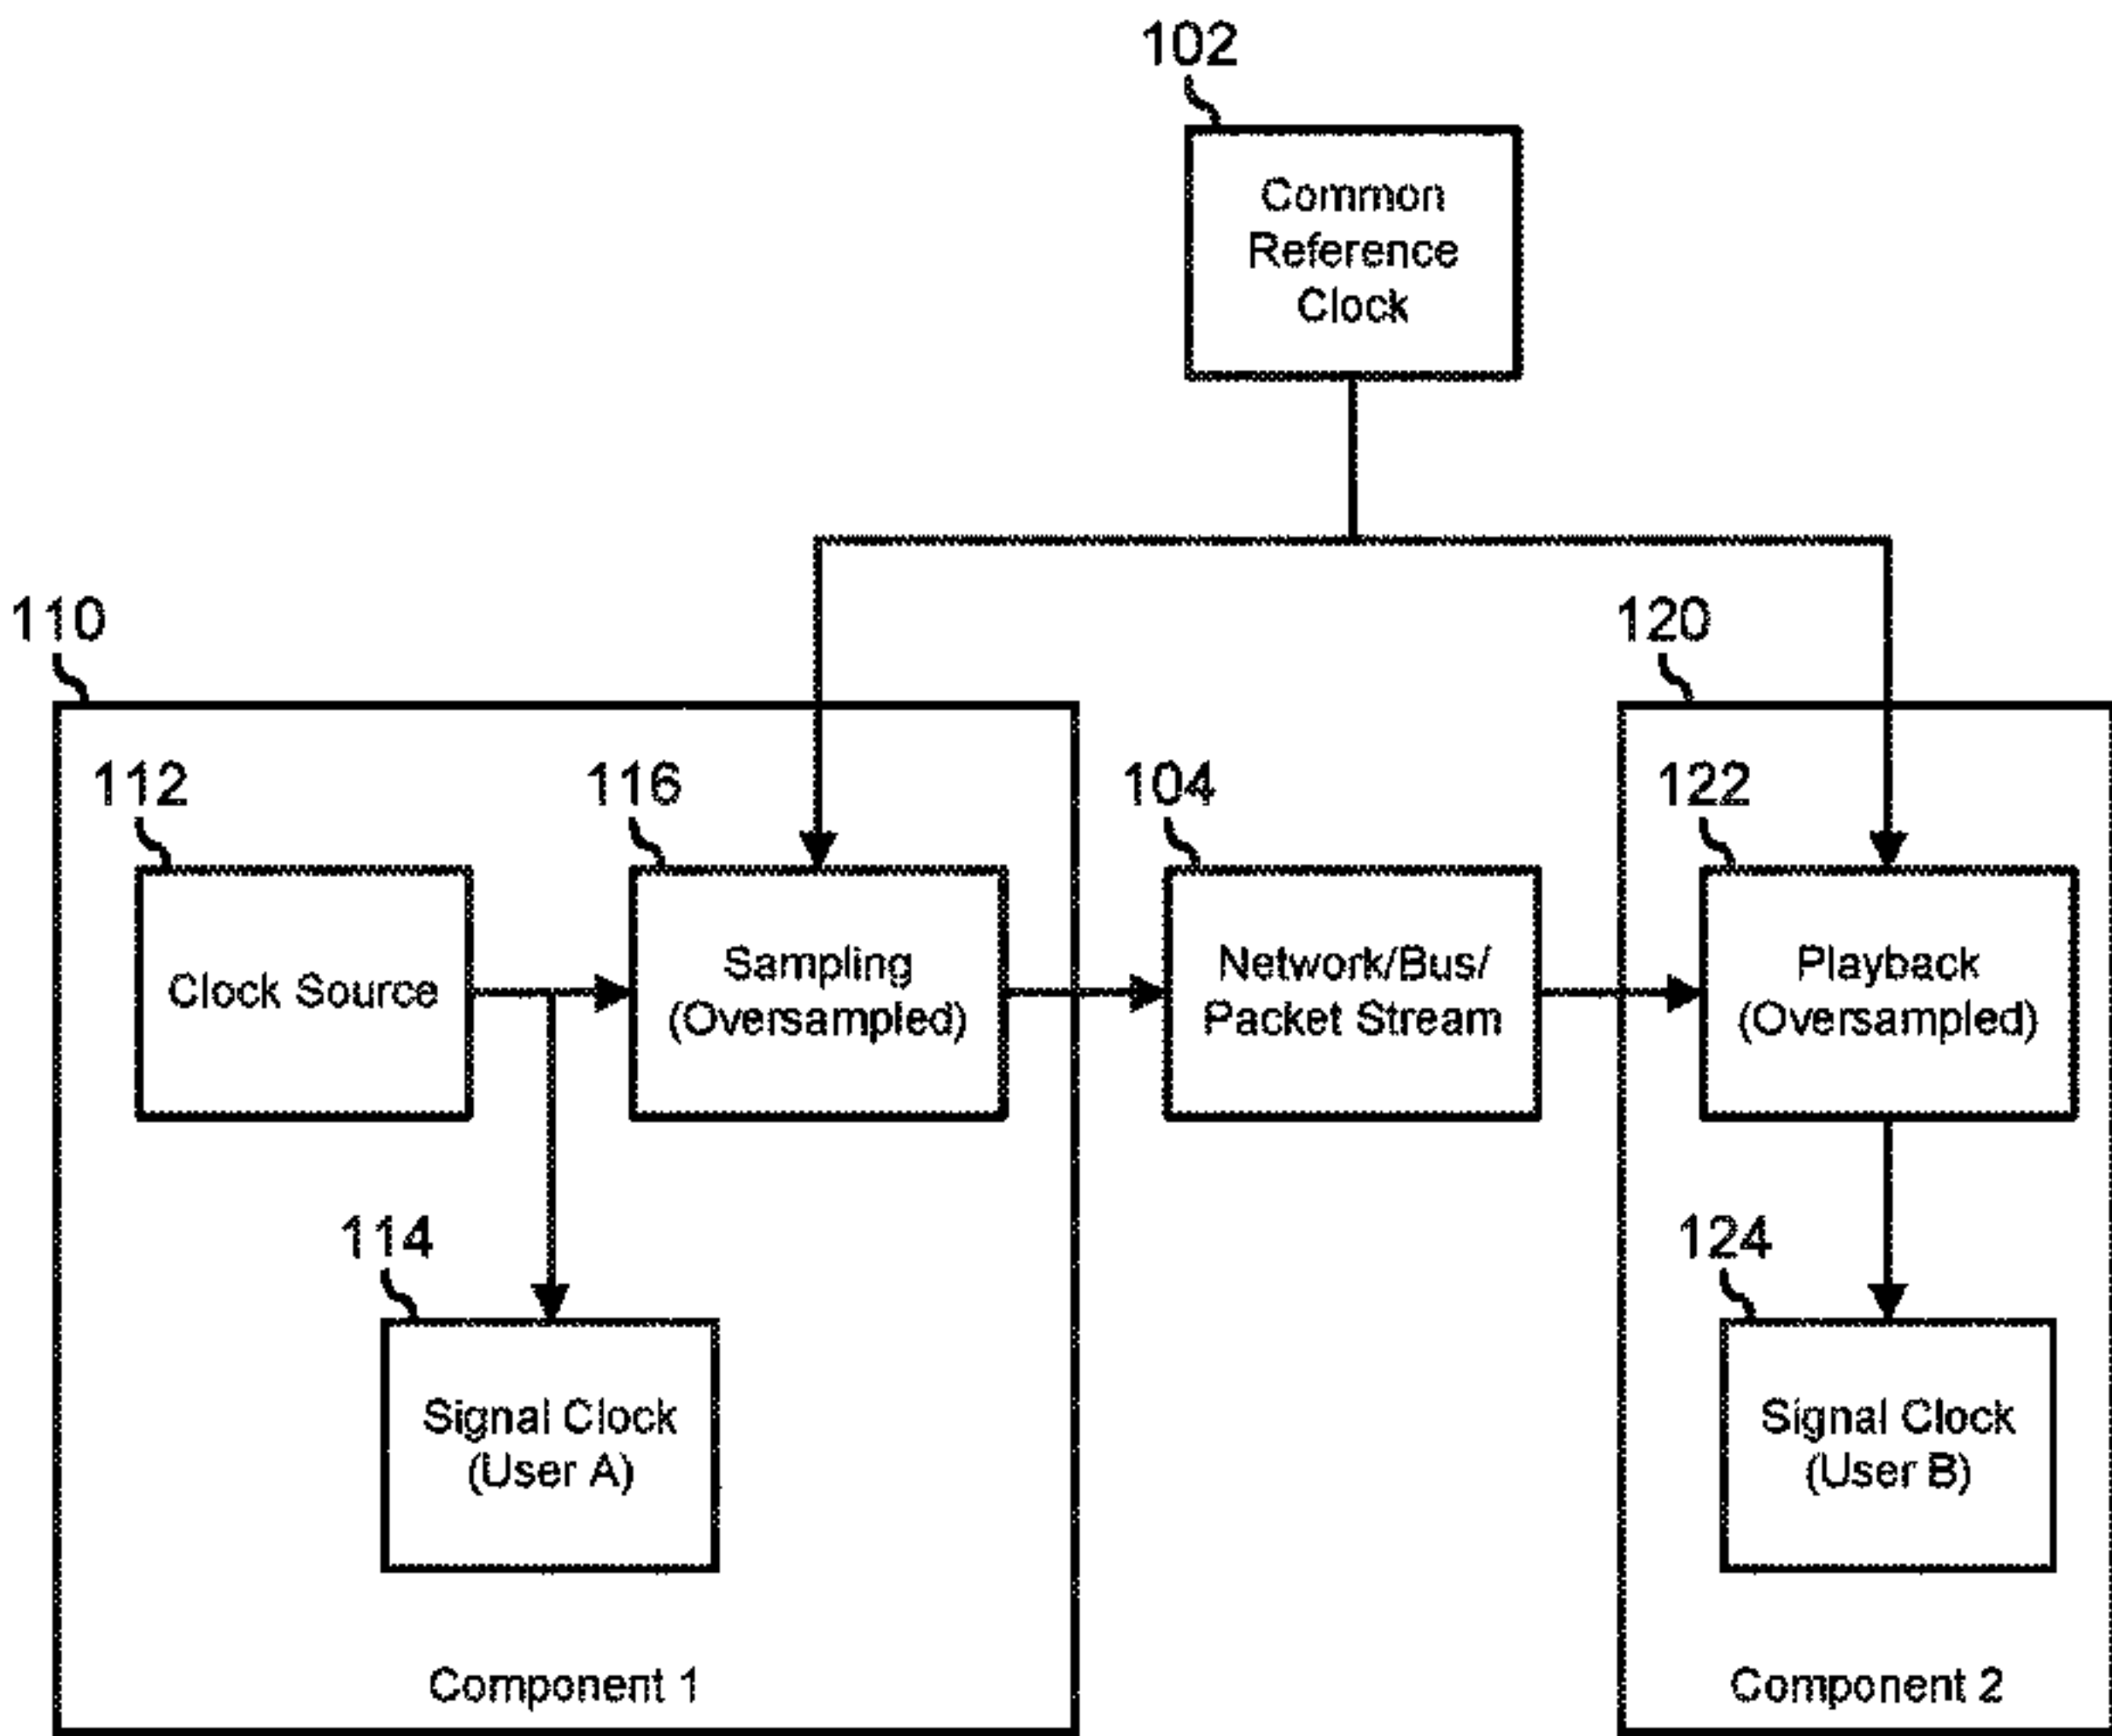 102
Common
Reference
Clock
110
120
112
116
104
122
Clock Source
Sampling
(Oversampled)
Network/Bus/
Packet Stream
Playback
(Oversampled)
114
124
Signal Clock
(User A)
Signal Clock
(User B)
Component 1
Component 2